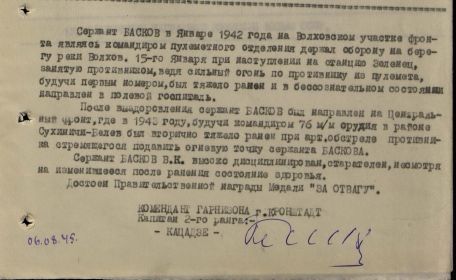 Сержант БАСКОВ в Январе 1942 года на Волховском участке фрон-
та являясь командиром пулеметного отделения держал оборону на бере-
гу реки Волхов. 15-го Января при наступлении на станцию Зеленец,
занятую противником, ведя сильный огонь по противнику из пулемета,
будучи первым номером, был тяжело ранен и в бессознательном состоянии
направлен в полевой госпиталь.
После выздоровления сержант БАСКОВ был направлен на Централь-
ный фронт, где в 1943 году, будучи командиром 76 м/м орудия в районе
Сухиничи-Белев был вторично тяжело ранен при арт.обстреле противни-
ка стремящегося подавить огневую точку сержанта БАСКОВА.
Сержант БАСКОВ В.К. высоко дисциплинирован, старателен, несмотря
на изменившееся после ранения состояние здоровья.
Достоин Правительственной награды Медали "ЗА ОТВАГУ".
КОМЕНДАНТ ГАРНИЗОНА г.КРОНШТАДТ
Капитан 2-го ранга:-
- КАЦАДЗЕ -
06.08.45.